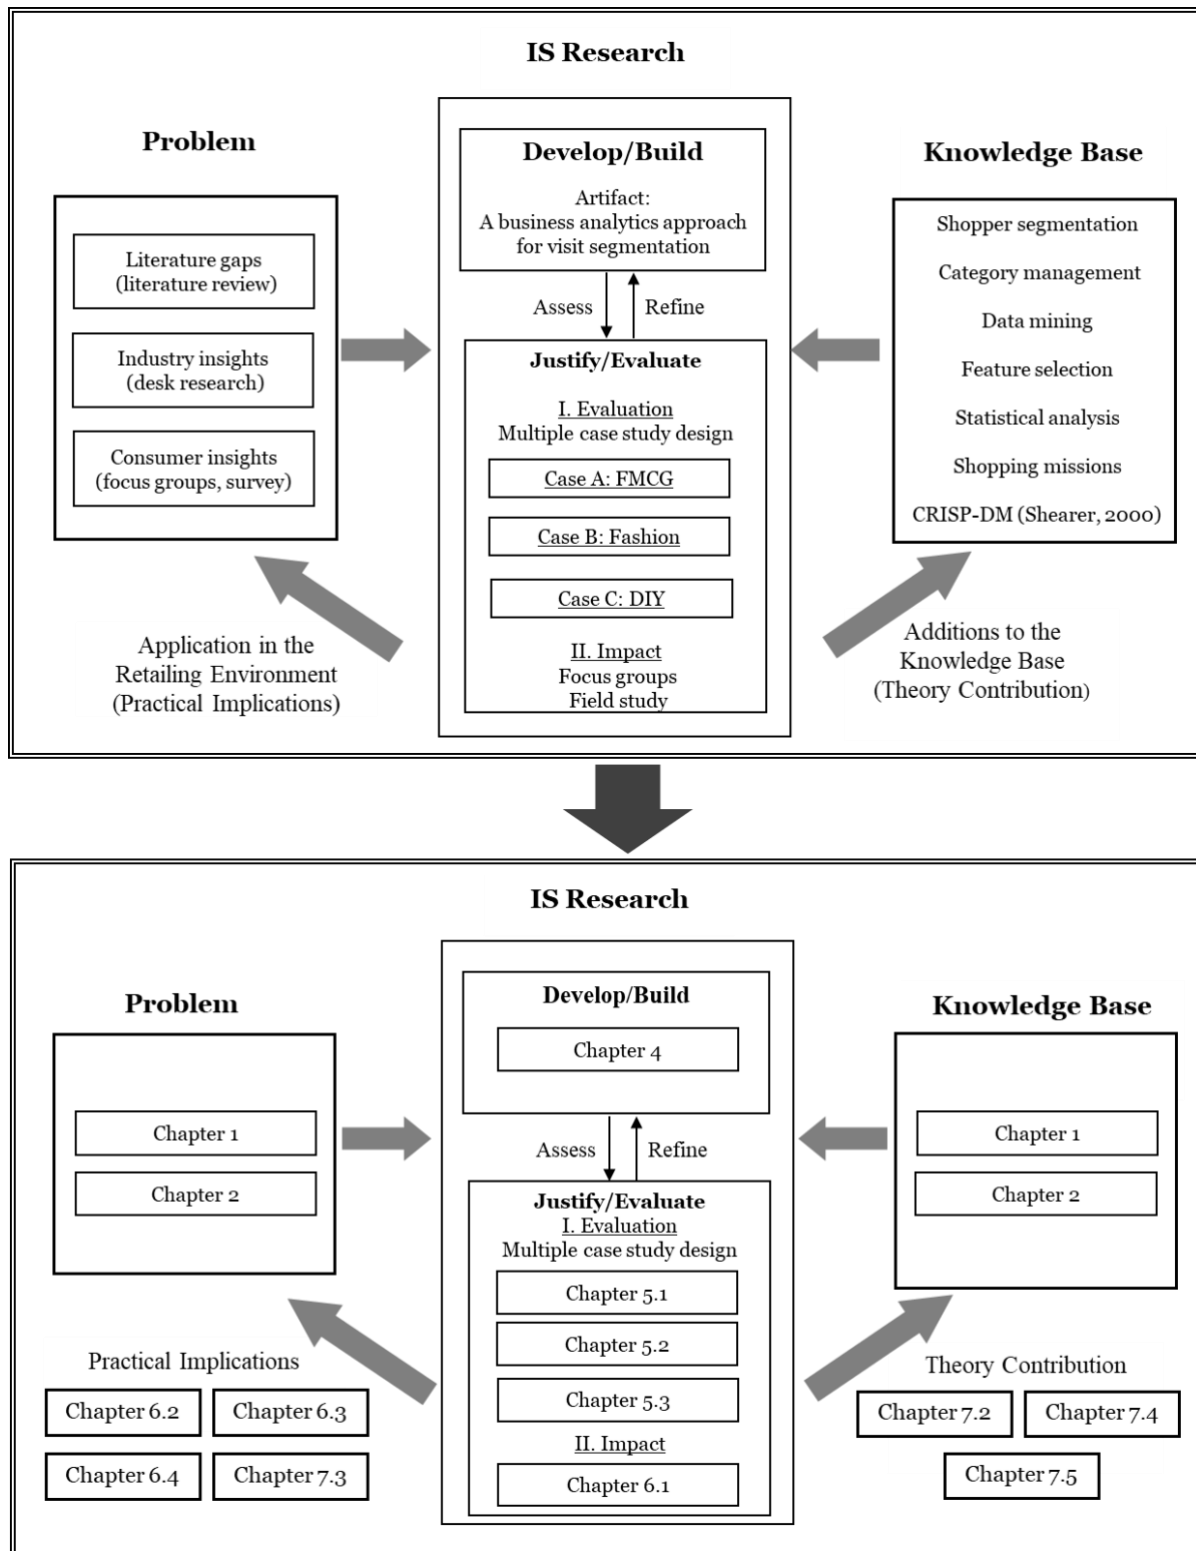 IS Research
Problem
Literature gaps
(literature review)
Industry insights
(desk research)
Consumer insights
(focus groups, survey)
Application in the
Retailing Environment
(Practical Implications)
Develop/Build
Artifact:
A business analytics approach
for visit segmentation
Assess
Refine
Justify/Evaluate
I. Evaluation
Multiple case study design
Case A: FMCG
Case B: Fashion
Case C: DIY
II. Impact
Focus groups
Field study
Knowledge Base
Shopper segmentation
Category management
Data mining
Feature selection
Statistical analysis
Shopping missions
CRISP-DM (Shearer, 2000)
Additions to the
Knowledge Base
(Theory Contribution)
IS Research
Problem
Chapter 1
Chapter 2
Practical Implications
Chapter 6.2
Chapter 6.3
Chapter 6.4
Chapter 7.3
Develop/Build
Chapter 4
Assess
Refine
Justify/Evaluate
I. Evaluation
Multiple case study design
Chapter 5.1
Chapter 5.2
Chapter 5.3
II. Impact
Chapter 6.1
Knowledge Base
Chapter 1
Chapter 2
Theory Contribution
Chapter 7.2
Chapter 7.4
Chapter 7.5